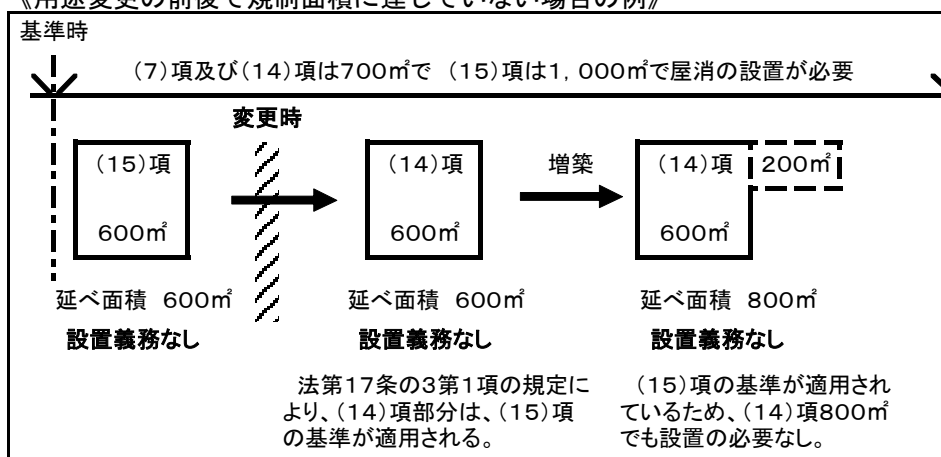 《用途変更の前後で規制面積に達していない場合の例》
基準時
(7)項及び(14)項は700㎡で (15)項は1,000㎡で屋消の設置が必要
変更時
(15)項
600㎡
(14)項
600㎡
増築
(14)項
600㎡
200㎡
延べ面積 600㎡
設置義務なし
延べ面積 600㎡
設置義務なし
延べ面積 800㎡
設置義務なし
法第17条の3第1項の規定に
より、(14)項部分は、(15)項
の基準が適用される。
(15)項の基準が適用され
ているため、(14)項800㎡
でも設置の必要なし。